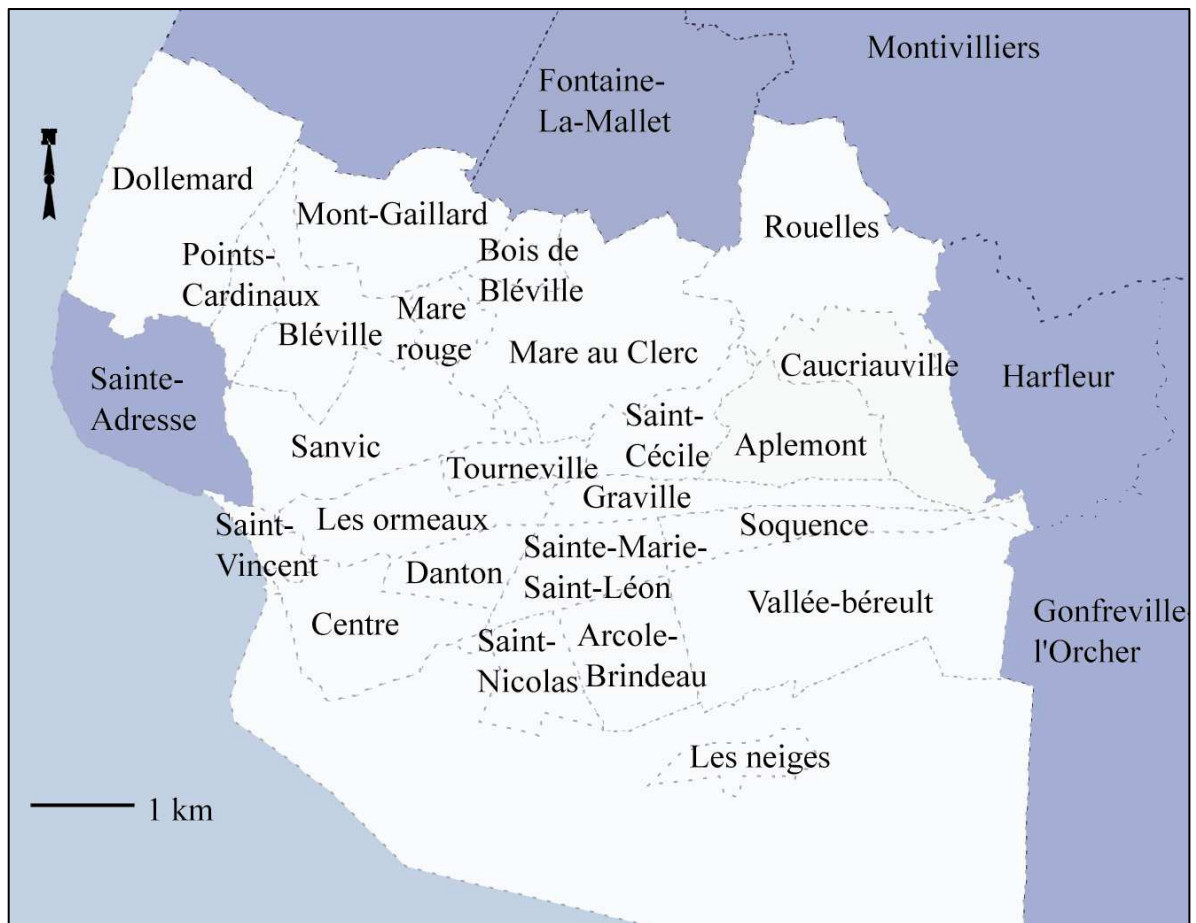 Montivilliers
Fontaine-
La-Mallet
N
Dollemard
Mont-Gaillard
Rouelles
Points-
Cardinaux
Bois de
Bléville
Bléville
Mare
rouge
Mare au Clerc
Caucriauville
Harfleur
Sainte-
Adresse
Saint-
Cécile
Sanvic
Tourneville
Aplemont
Graville
Saint-
Vincent
Les ormeaux
Soquence
Sainte-Marie-
Saint-Léon
Danton
Centre
Vallée-béreult
Gonfreville-
l'Orcher
Saint-
Nicolas
Arcole-
Brindeau
Les neiges
1 km